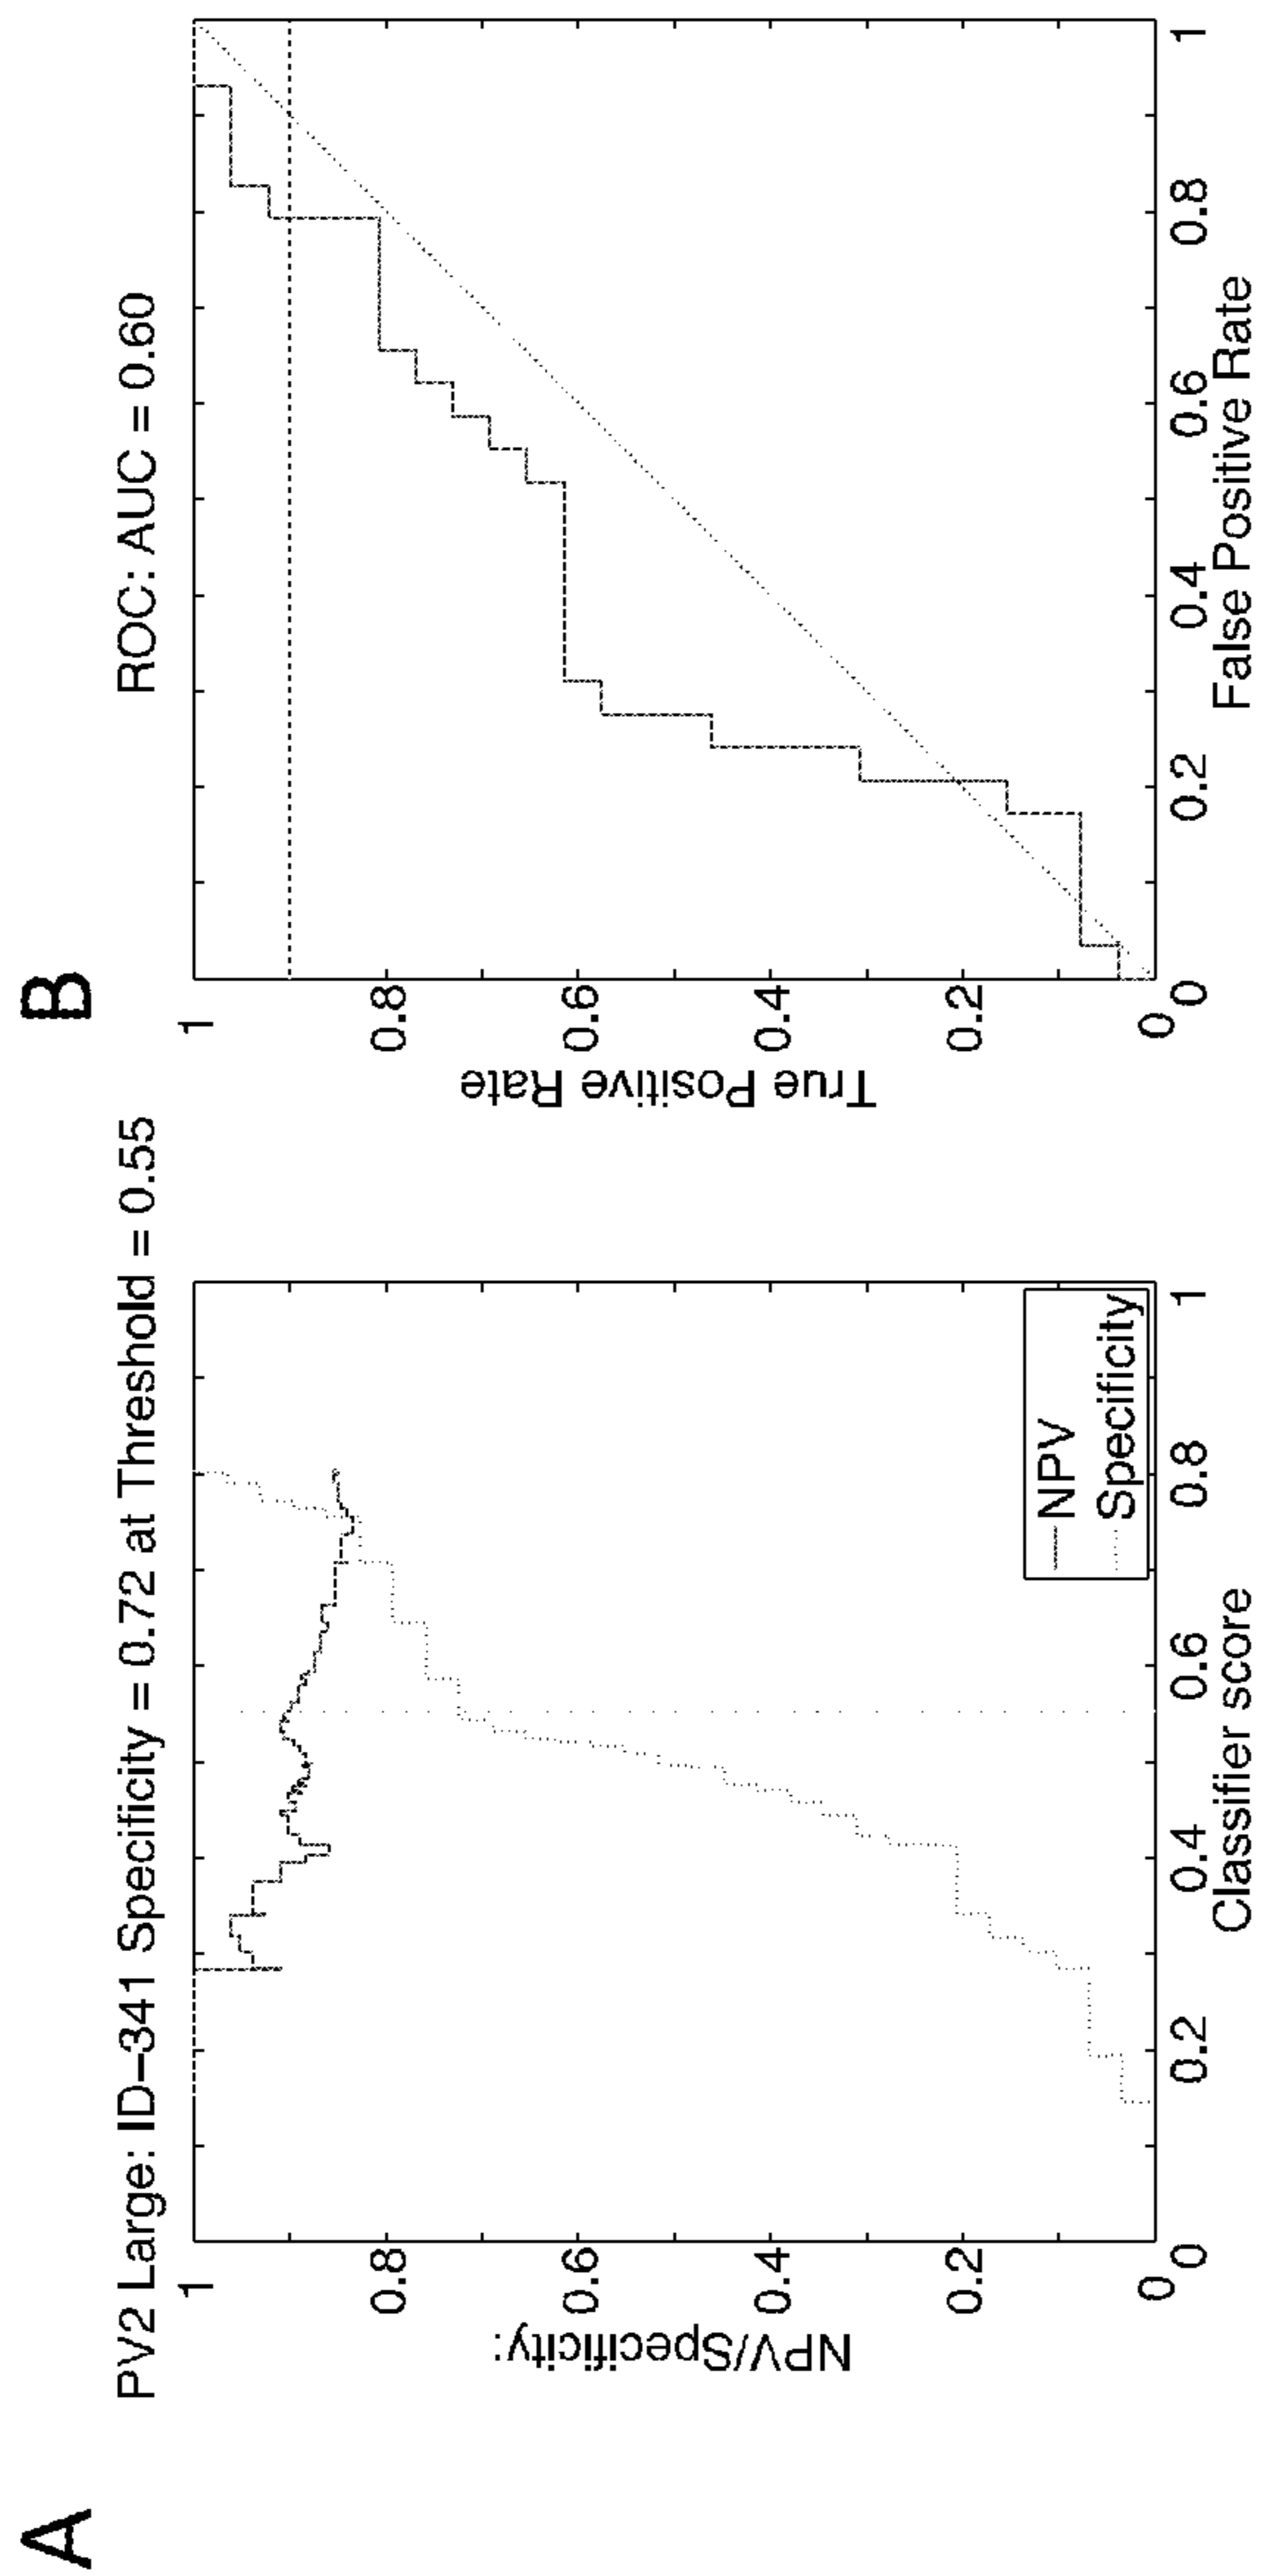 A
PV2 Large: ID-341 Specificity = 0.72 at Threshold = 0.55
NPV/Specificity:
1
0.8
0.6
0.4
0.2
0
0 0.2 0.4 0.6 0.8 1
Classifier score
NPV
Specificity
B
ROC: AUC = 0.60
True Positive Rate
1
0.8
0.6
0.4
0.2
0
0 0.2 0.4 0.6 0.8 1
False Positive Rate